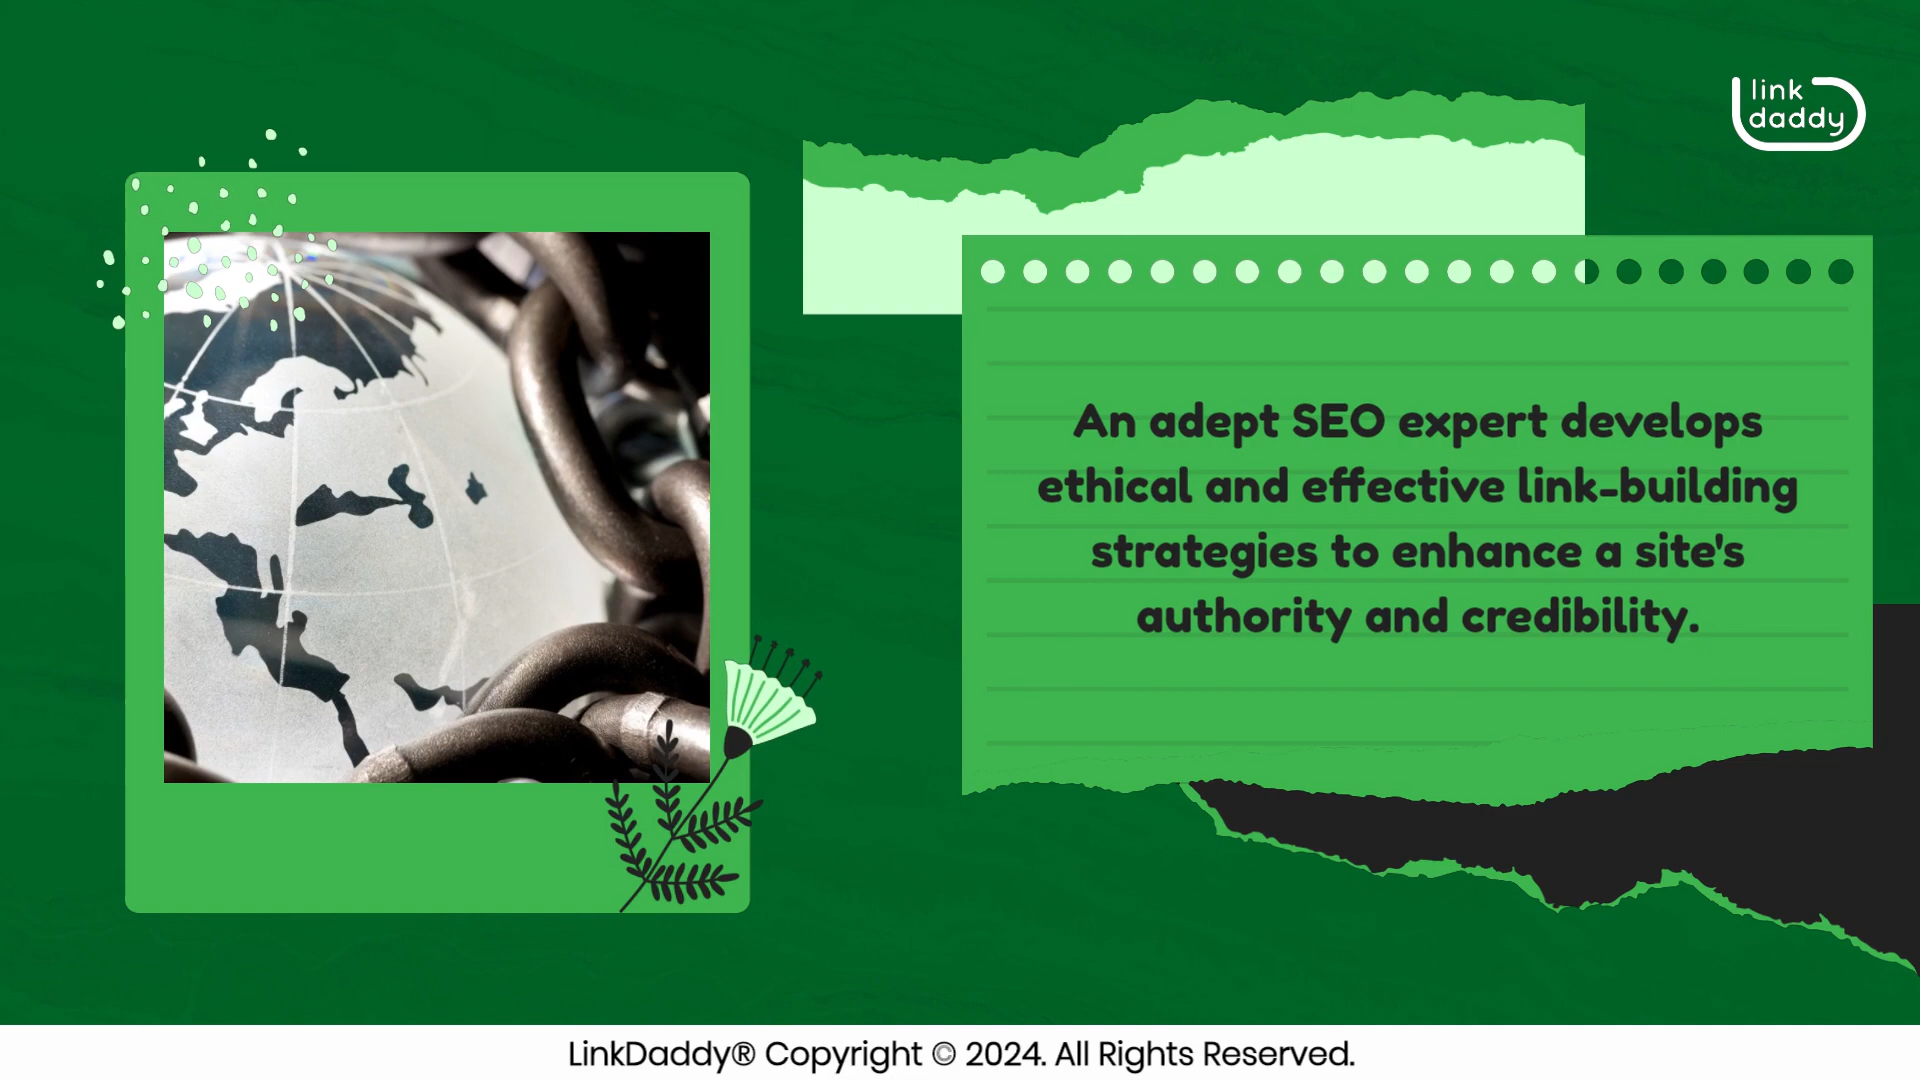 link
daddy
An adept SEO expert develops
ethical and effective link-building
strategies to enhance a site's
authority and credibility.
LinkDaddy® Copyright © 2024. All Rights Reserved.